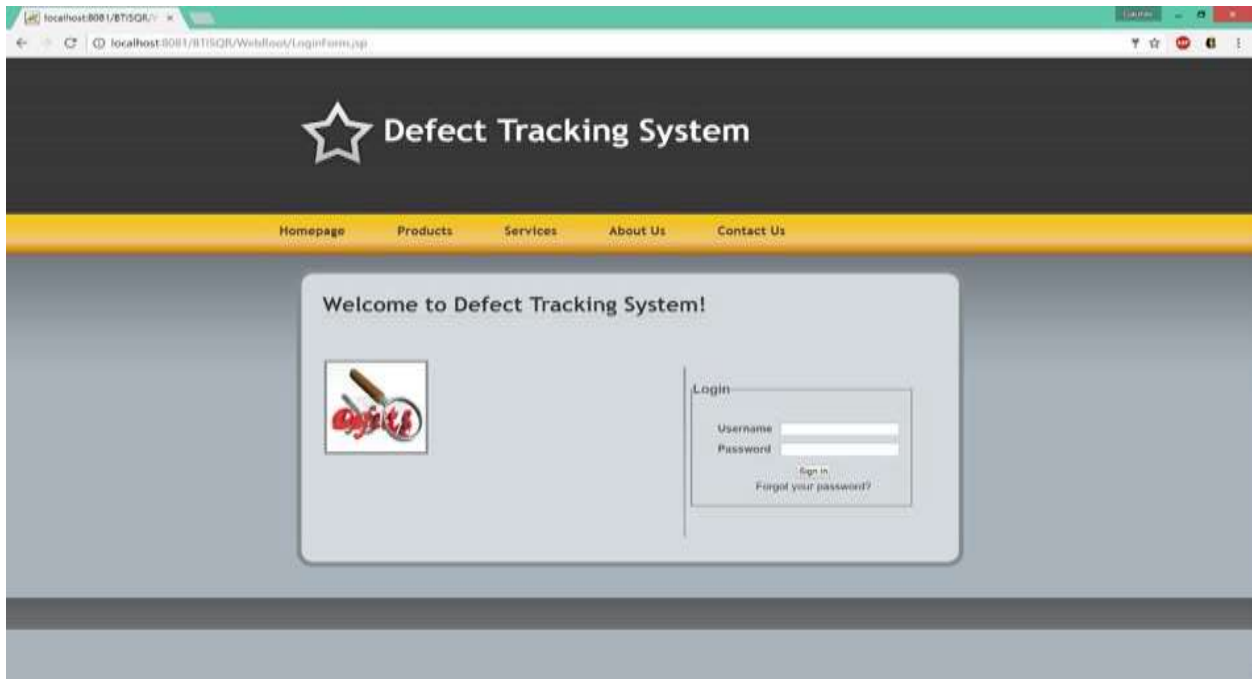 localhost:8081/BTISQR/
localhost:8081/BTISQR/WebRoot/LoginForm.jsp
Defect Tracking System
Homepage Products Services About Us Contact Us
Welcome to Defect Tracking System!
Defects
Login
Username
Password
Sign in
Forgot your password?